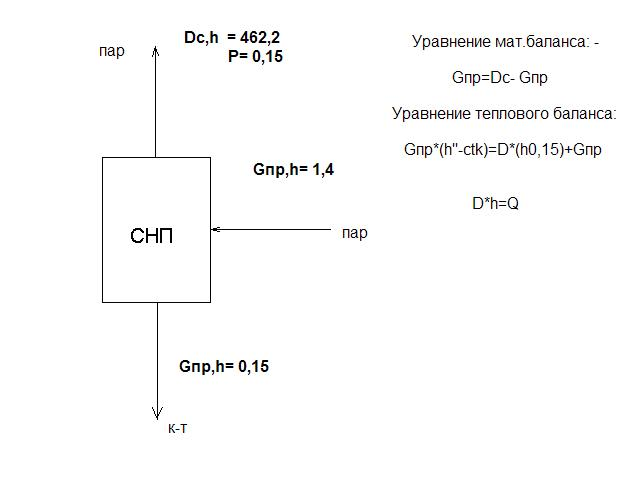 Dc,h = 462,2
пар
P= 0,15
Уравнение мат.баланса: -
Gпр=Dc- Gпр
Уравнение теплового баланса:
Gпр*(h"-ctk)=D*(h0,15)+Gпр
Gпр,h= 1,4
D*h=Q
СНП
пар
Gпр,h= 0,15
к-т